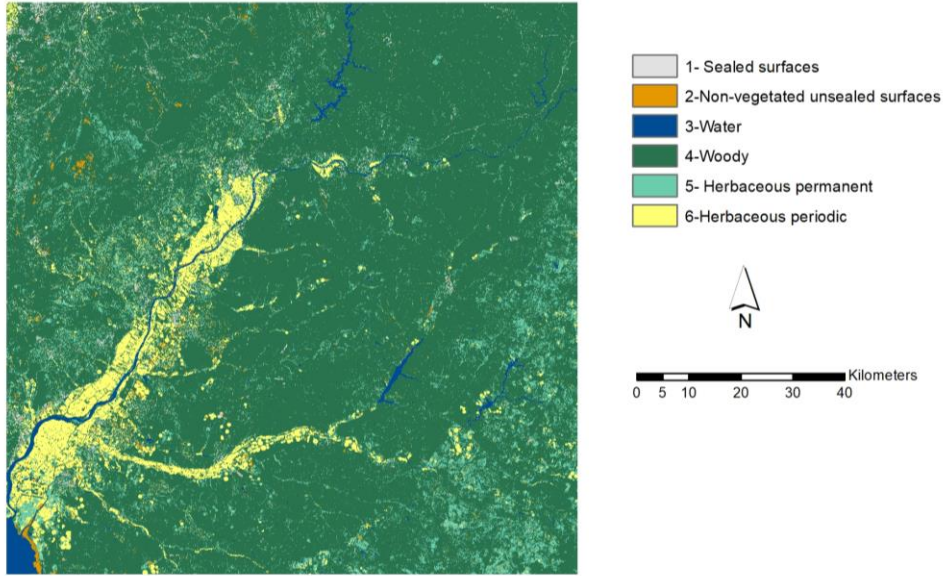 1- Sealed surfaces
2-Non-vegetated unsealed surfaces
3-Water
4-Woody
5- Herbaceous permanent
6-Herbaceous periodic
N
Kilometers
0 5 10 20 30 40